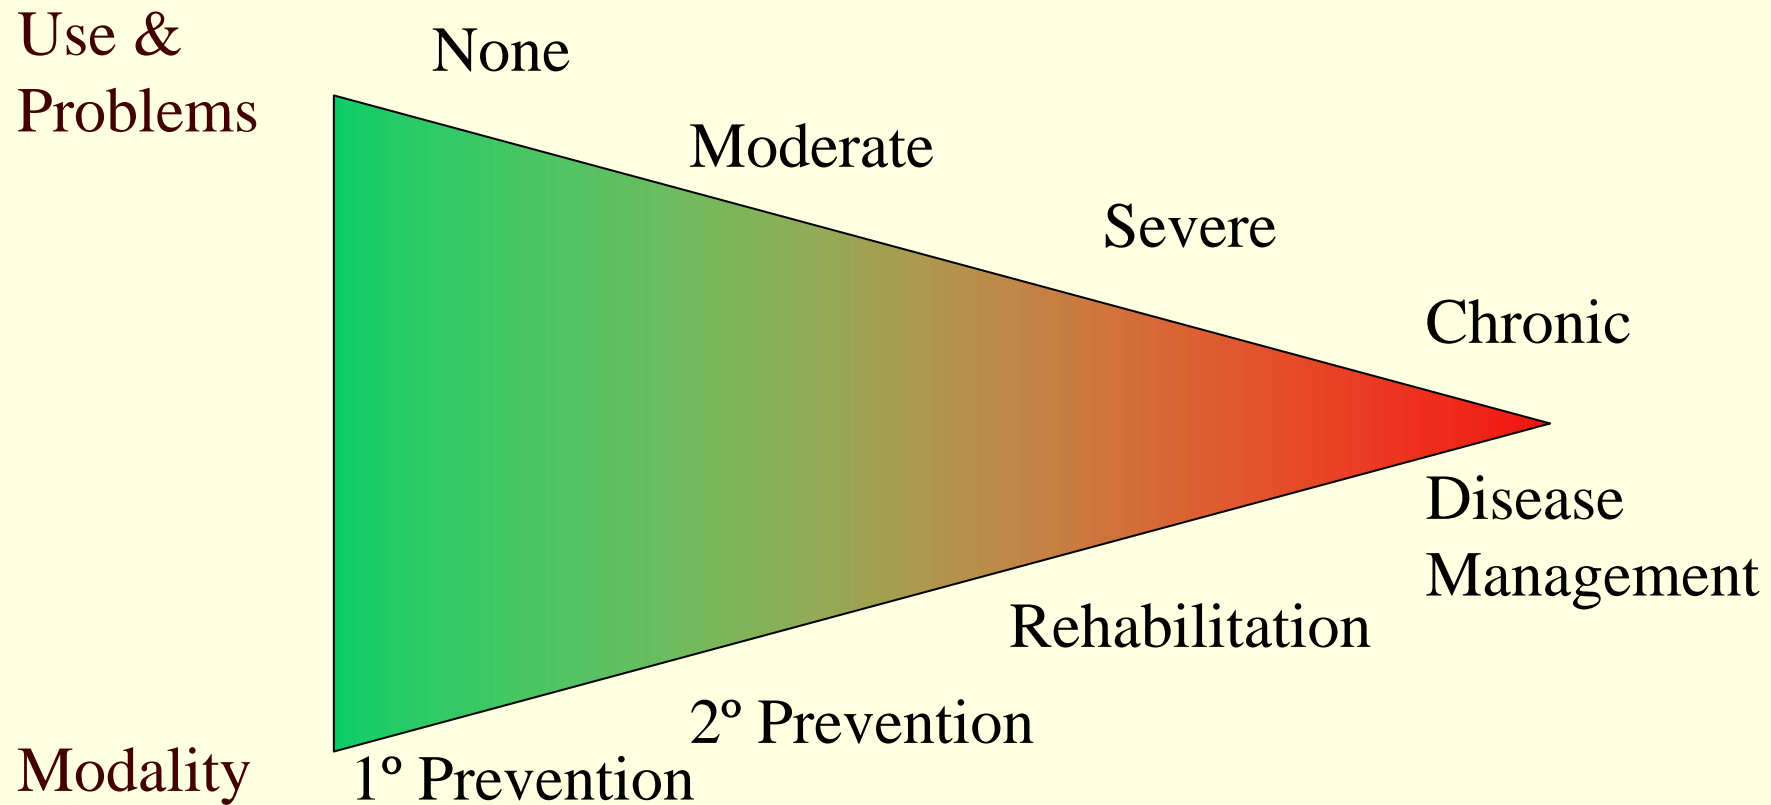 Use &
Problems
None
Moderate
Severe
Chronic
Disease
Management
Rehabilitation
2º Prevention
Modality
1º Prevention